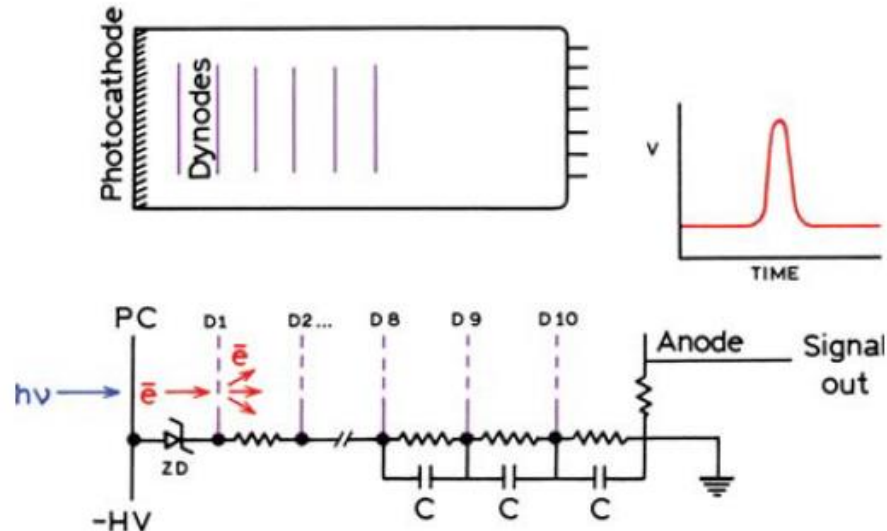 Photocathode
Dynodes
V
TIME
PC
D1
D2...
D8
D9
D10
Anode
Signal
out
hν
ē
ē
ZD
C
C
C
-HV